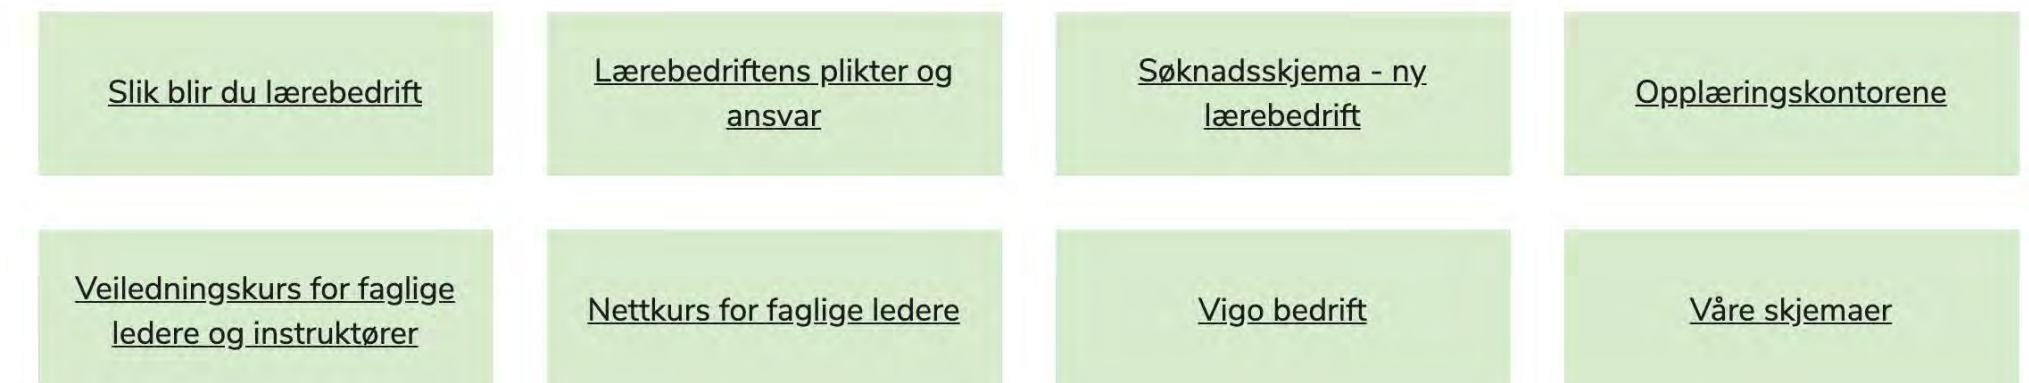 Slik blir du lærebedrift
Lærebedriftens plikter og
ansvar
Søknadsskjema - ny
lærebedrift
Opplæringskontorene
Veiledningskurs for faglige
ledere og instruktører
Nettkurs for faglige ledere
Vigo bedrift
Våre skjemaer